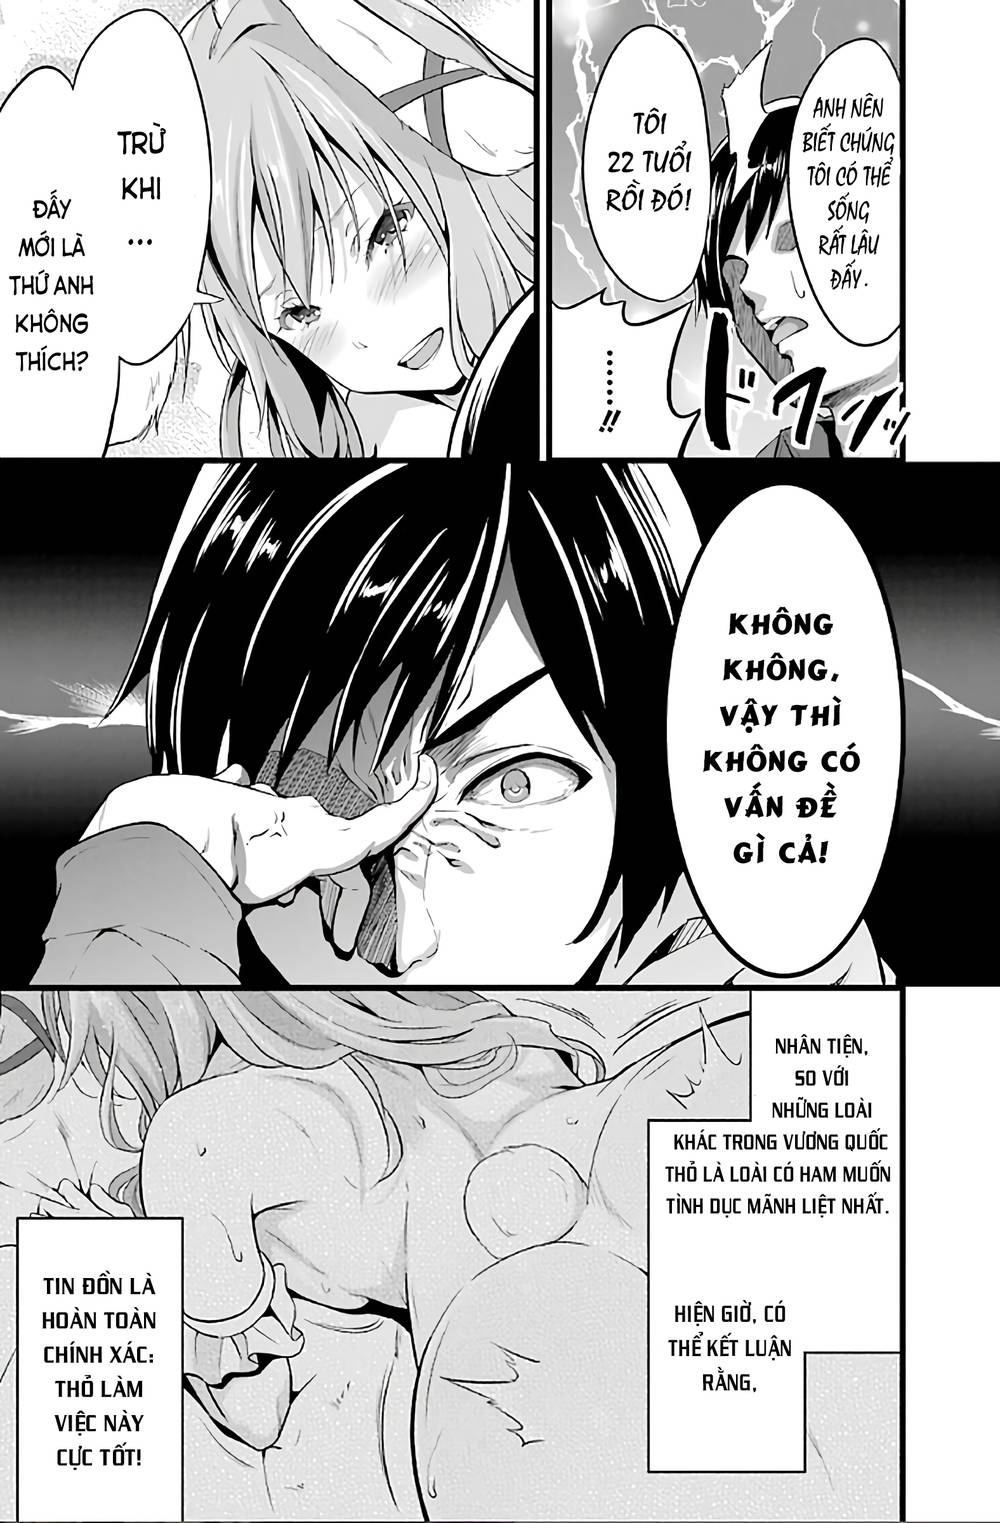 ANH NÊN
BIẾT CHÚNG
TÔI CÓ THỂ
SỐNG
RẤT LÂU
ĐẤY.
TÔI
22 TUỔI
RỒI ĐÓ!
......!!
ドクン
TRỪ
KHI
...
ĐẤY
MỚI LÀ
THỨ ANH
KHÔNG
THÍCH?
KHÔNG
KHÔNG,
VẬY THÌ
KHÔNG CÓ
VẤN ĐỀ
GÌ CẢ!
NHÂN TIỆN,
SO VỚI
NHỮNG LOÀI
KHÁC TRONG VƯƠNG QUỐC
THỎ LÀ LOÀI CÓ HAM MUỐN
TÌNH DỤC MÃNH LIỆT NHẤT.
HIỆN GIỜ, CÓ
THỂ KẾT LUẬN
RẰNG,
TIN ĐỒN LÀ
HOÀN TOÀN
CHÍNH XÁC:
THỎ LÀM
VIỆC NÀY
CỰC TỐT!